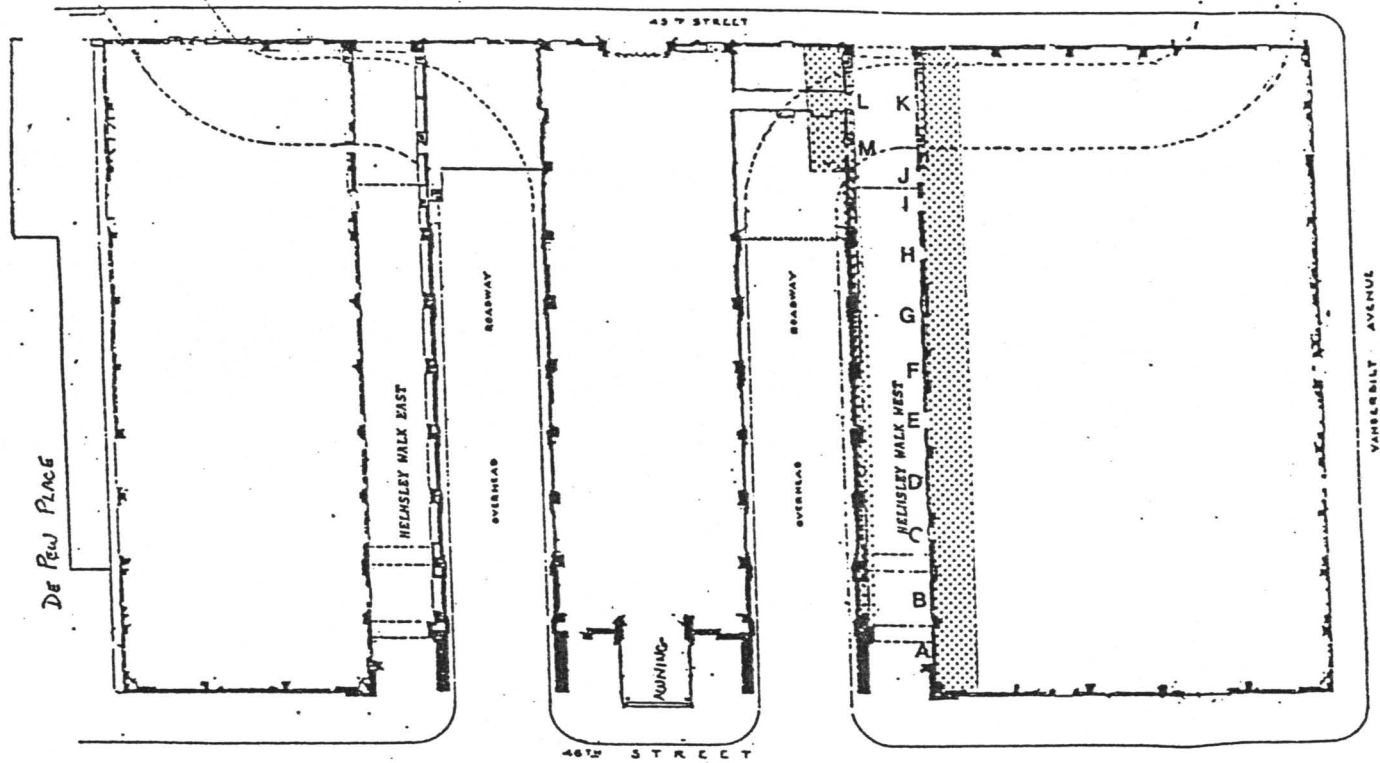 45TH STREET
L
K
M
J
I
H
G
F
E
D
C
B
A
ROADWAY
OVERHEAD
ROADWAY
OVERHEAD
HELMSLEY WALK EAST
HELMSLEY WALK WEST
DE PEW PLACE
VANDERBILT AVENUE
AWNING
46TH STREET